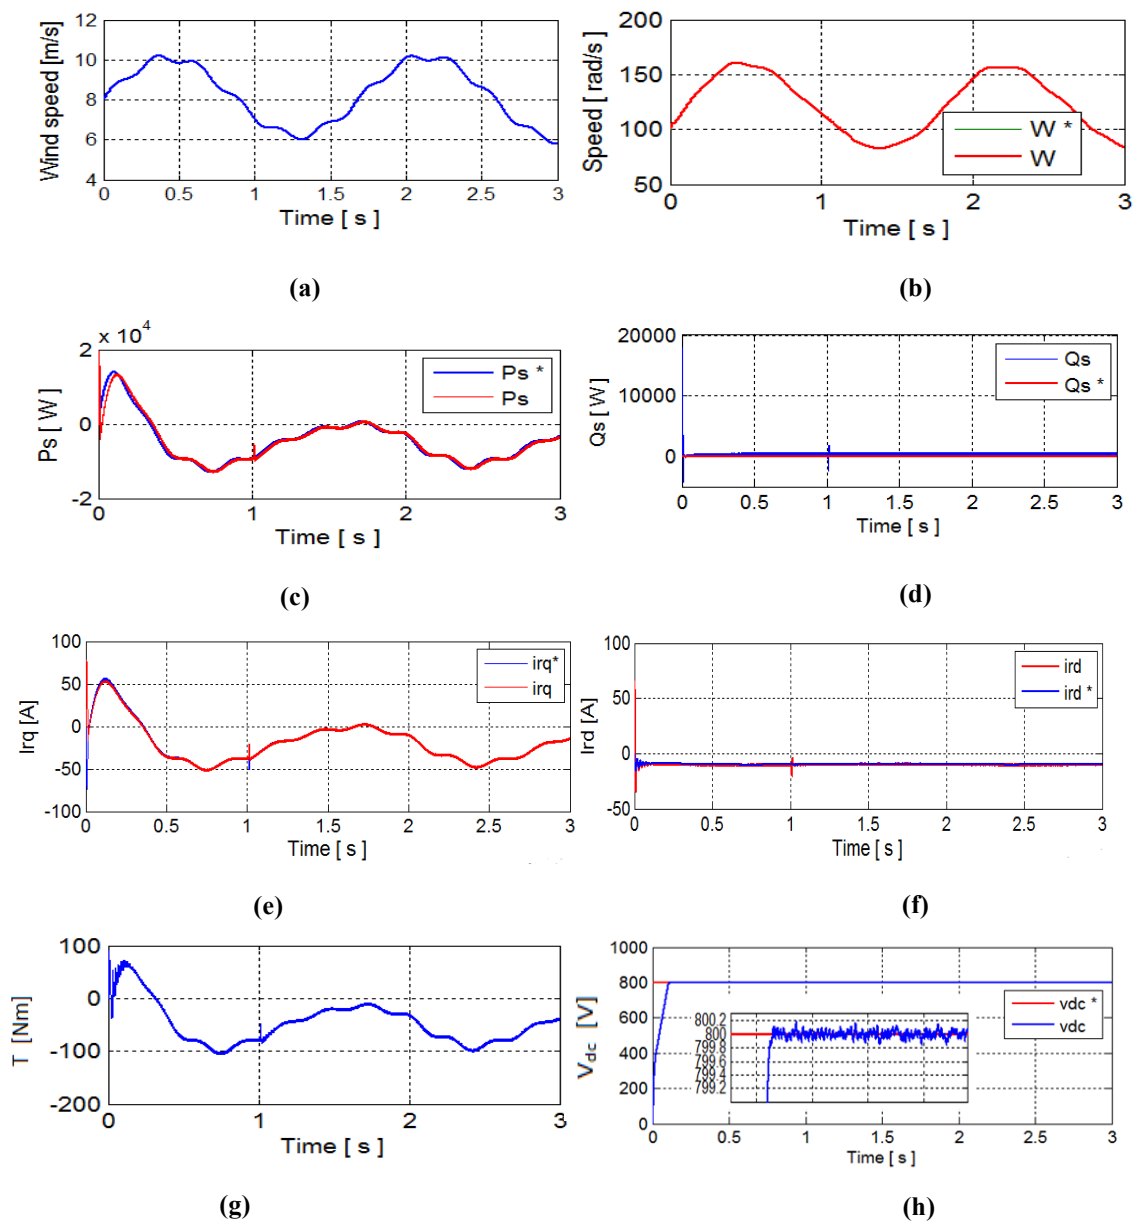 12
10
8
6
4
Wind speed [m/s]
0 0.5 1 1.5 2 2.5 3
Time [ s ]
(a)
200
150
100
50
Speed [ rad/s ]
W *
W
0 1 2 3
Time [ s ]
(b)
x 10^4
2
0
-2
Ps [ W ]
Ps *
Ps
0 1 2 3
Time [ s ]
(c)
20000
10000
0
Qs [ W ]
Qs
Qs *
0 0.5 1 1.5 2 2.5 3
Time [ s ]
(d)
100
50
0
-50
-100
Irq [A]
irq*
irq
0 0.5 1 1.5 2 2.5 3
Time [ s ]
(e)
100
50
0
-50
Ird [A]
ird
ird *
0 0.5 1 1.5 2 2.5 3
Time [ s ]
(f)
100
0
-100
-200
T [Nm]
0 1 2 3
Time [ s ]
(g)
1000
800
600
400
200
0
Vdc [V]
vdc *
vdc
800.2
800
799.8
799.6
799.4
799.2
0 0.5 1 1.5 2 2.5 3
Time [ s ]
(h)